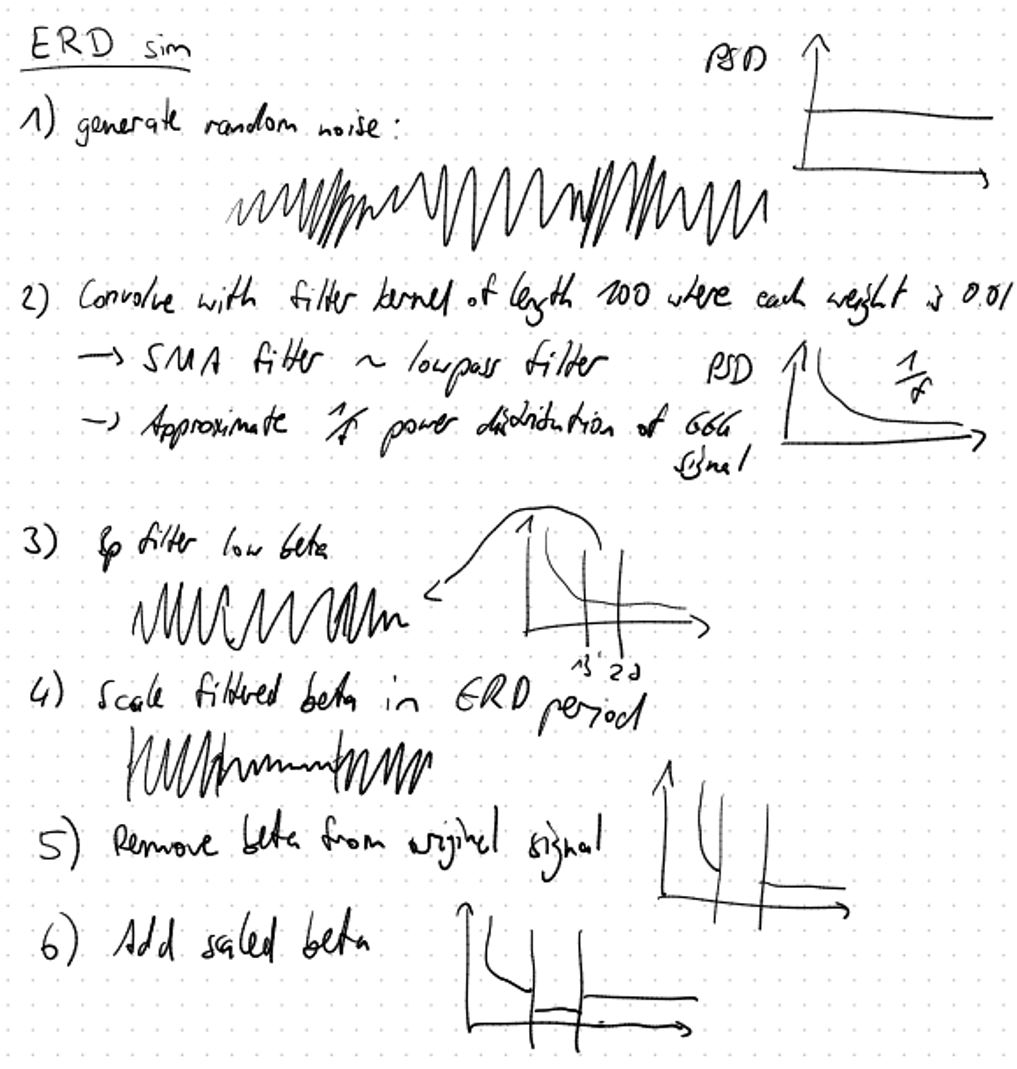 ERD sim
PSD
1) generate random noise:
2) Convolve with filter kernel of length 100 where each weight is 0.01
→ SMA filter ~ lowpass filter
PSD
1/f
→ Approximate 1/f power distribution of EEG
signal
3) Bp filter low beta
13 20
4) Scale filtered beta in ERD period
5) Remove beta from original signal
6) Add scaled beta